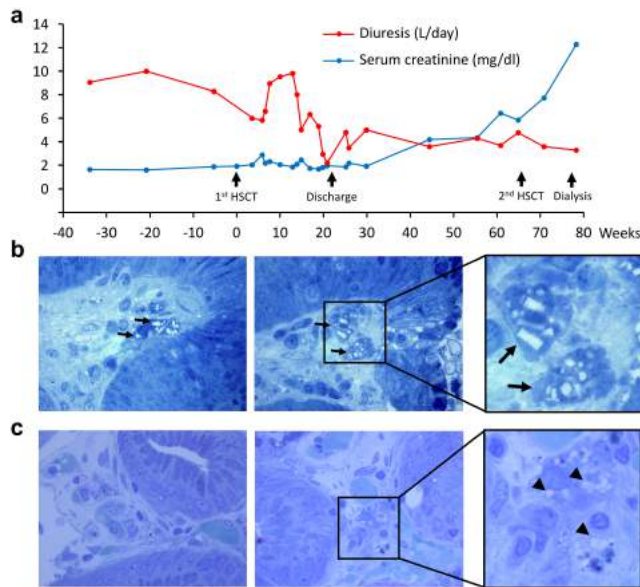 a
Diuresis (L/day)
Serum creatinine (mg/dl)
14
12
10
8
6
4
2
0
1st HSCT
Discharge
2nd HSCT
Dialysis
-40 -30 -20 -10 0 10 20 30 40 50 60 70 80 Weeks
b
c